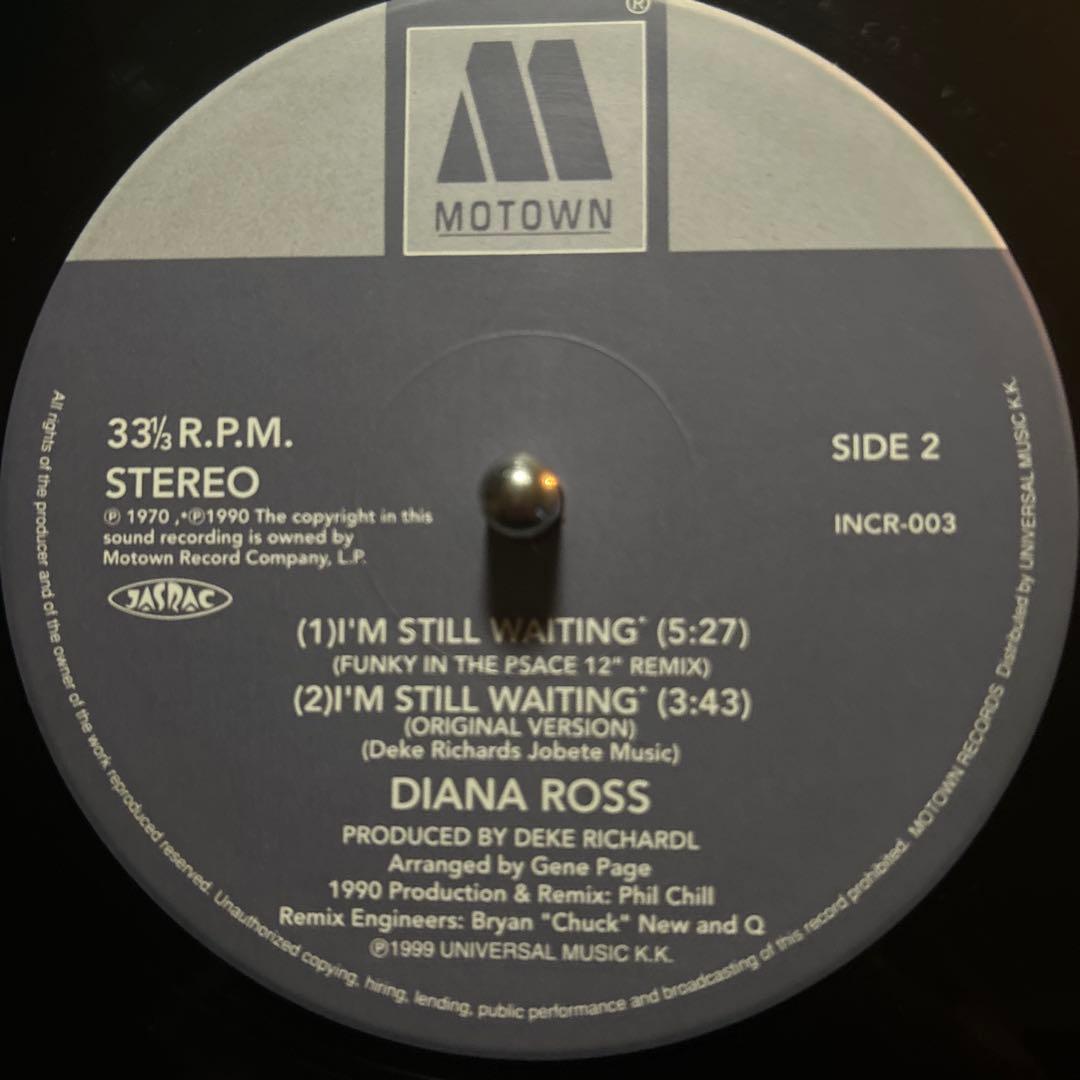 ®
MOTOWN
33⅓ R.P.M.
STEREO
℗ 1970 ,*℗1990 The copyright in this
sound recording is owned by
Motown Record Company, L.P.
JASRAC
SIDE 2
INCR-003
(1)I'M STILL WAITING* (5:27)
(FUNKY IN THE PSACE 12" REMIX)
(2)I'M STILL WAITING* (3:43)
(ORIGINAL VERSION)
(Deke Richards Jobete Music)
DIANA ROSS
PRODUCED BY DEKE RICHARDL
Arranged by Gene Page
1990 Production & Remix: Phil Chill
Remix Engineers: Bryan "Chuck" New and Q
℗1999 UNIVERSAL MUSIC K.K.
All rights of the producer and of the owner of the work reproduced reserved. Unauthorized copying, hiring, lending, public performance and broadcasting of this record prohibited. MOTOWN RECORDS Distributed by UNIVERSAL MUSIC K.K.